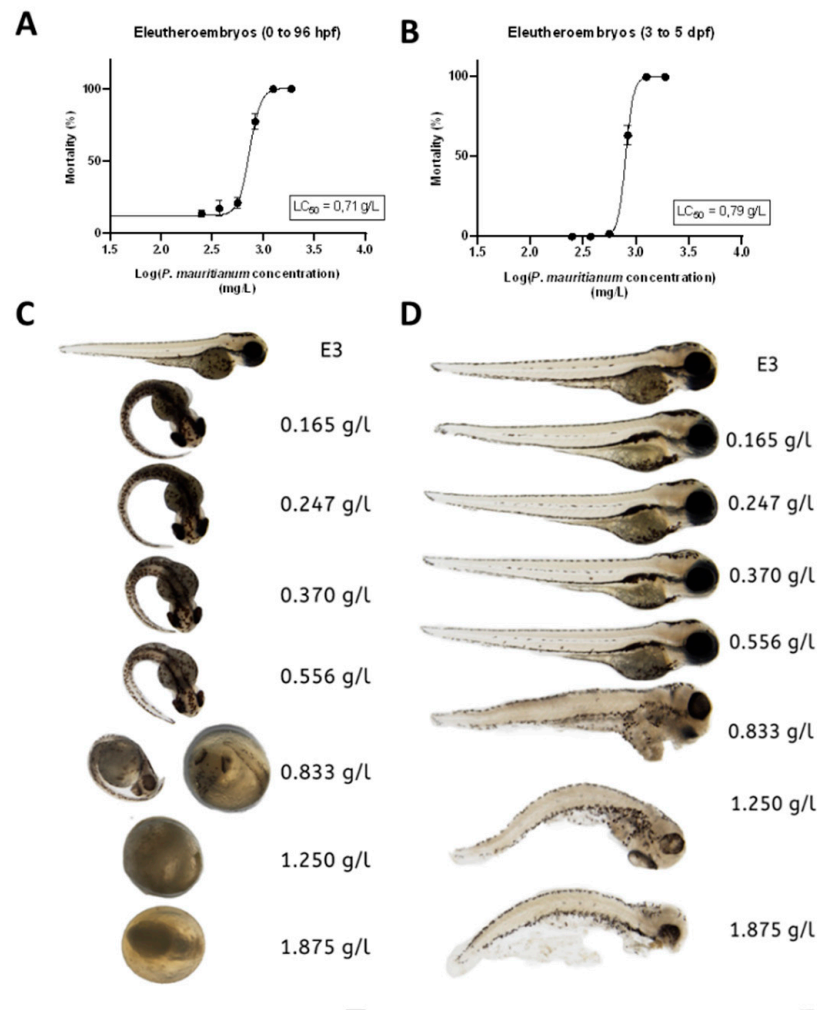 A
Eleutheroembryos (0 to 96 hpf)
Mortality (%)
100
50
0
1.5
2.0
2.5
3.0
3.5
4.0
LC50 = 0,71 g/L
Log(P. mauritianum concentration)
(mg/L)
B
Eleutheroembryos (3 to 5 dpf)
Mortality (%)
100
50
0
1.5
2.0
2.5
3.0
3.5
4.0
LC50 = 0,79 g/L
Log(P. mauritianum concentration)
(mg/L)
C
E3
0.165 g/l
0.247 g/l
0.370 g/l
0.556 g/l
0.833 g/l
1.250 g/l
1.875 g/l
D
E3
0.165 g/l
0.247 g/l
0.370 g/l
0.556 g/l
0.833 g/l
1.250 g/l
1.875 g/l